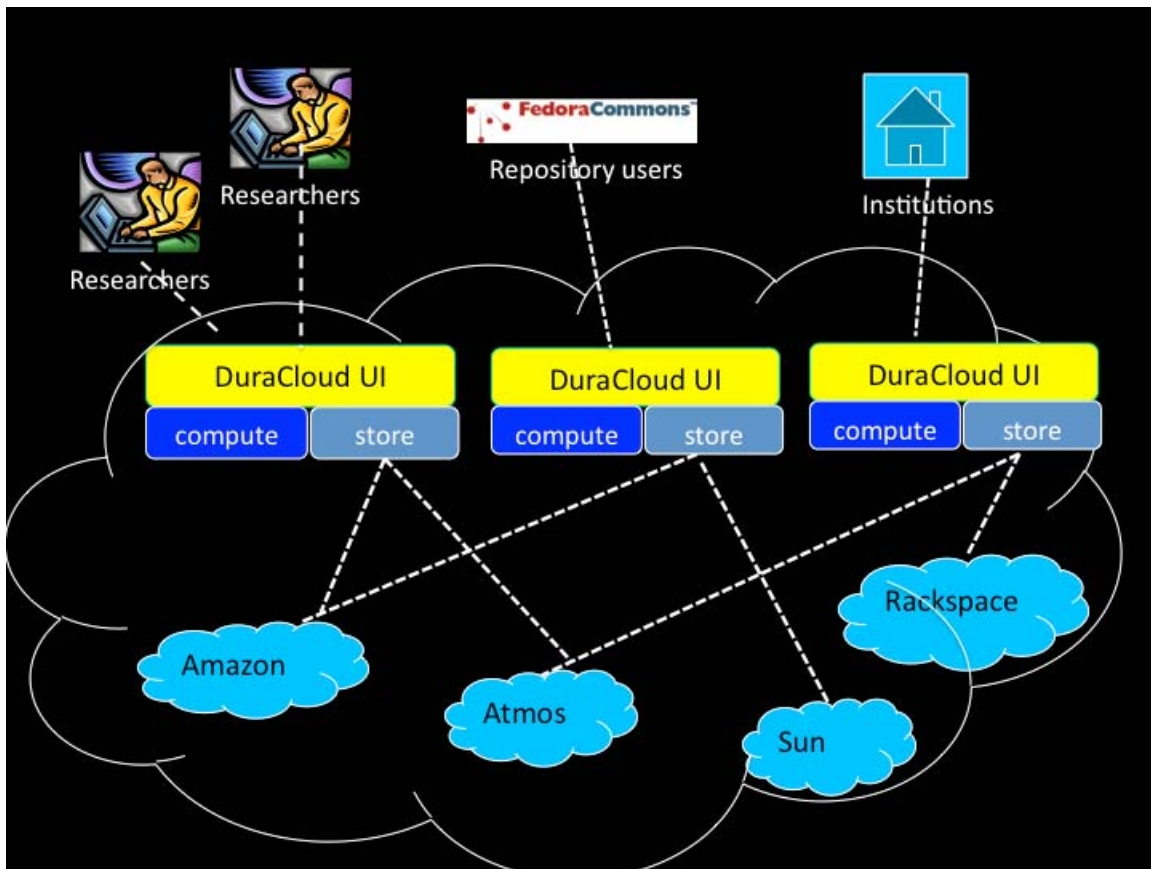 FedoraCommons™
Repository users
Researchers
Institutions
Researchers
DuraCloud UI
DuraCloud UI
DuraCloud UI
compute
store
compute
store
compute
store
Rackspace
Amazon
Atmos
Sun